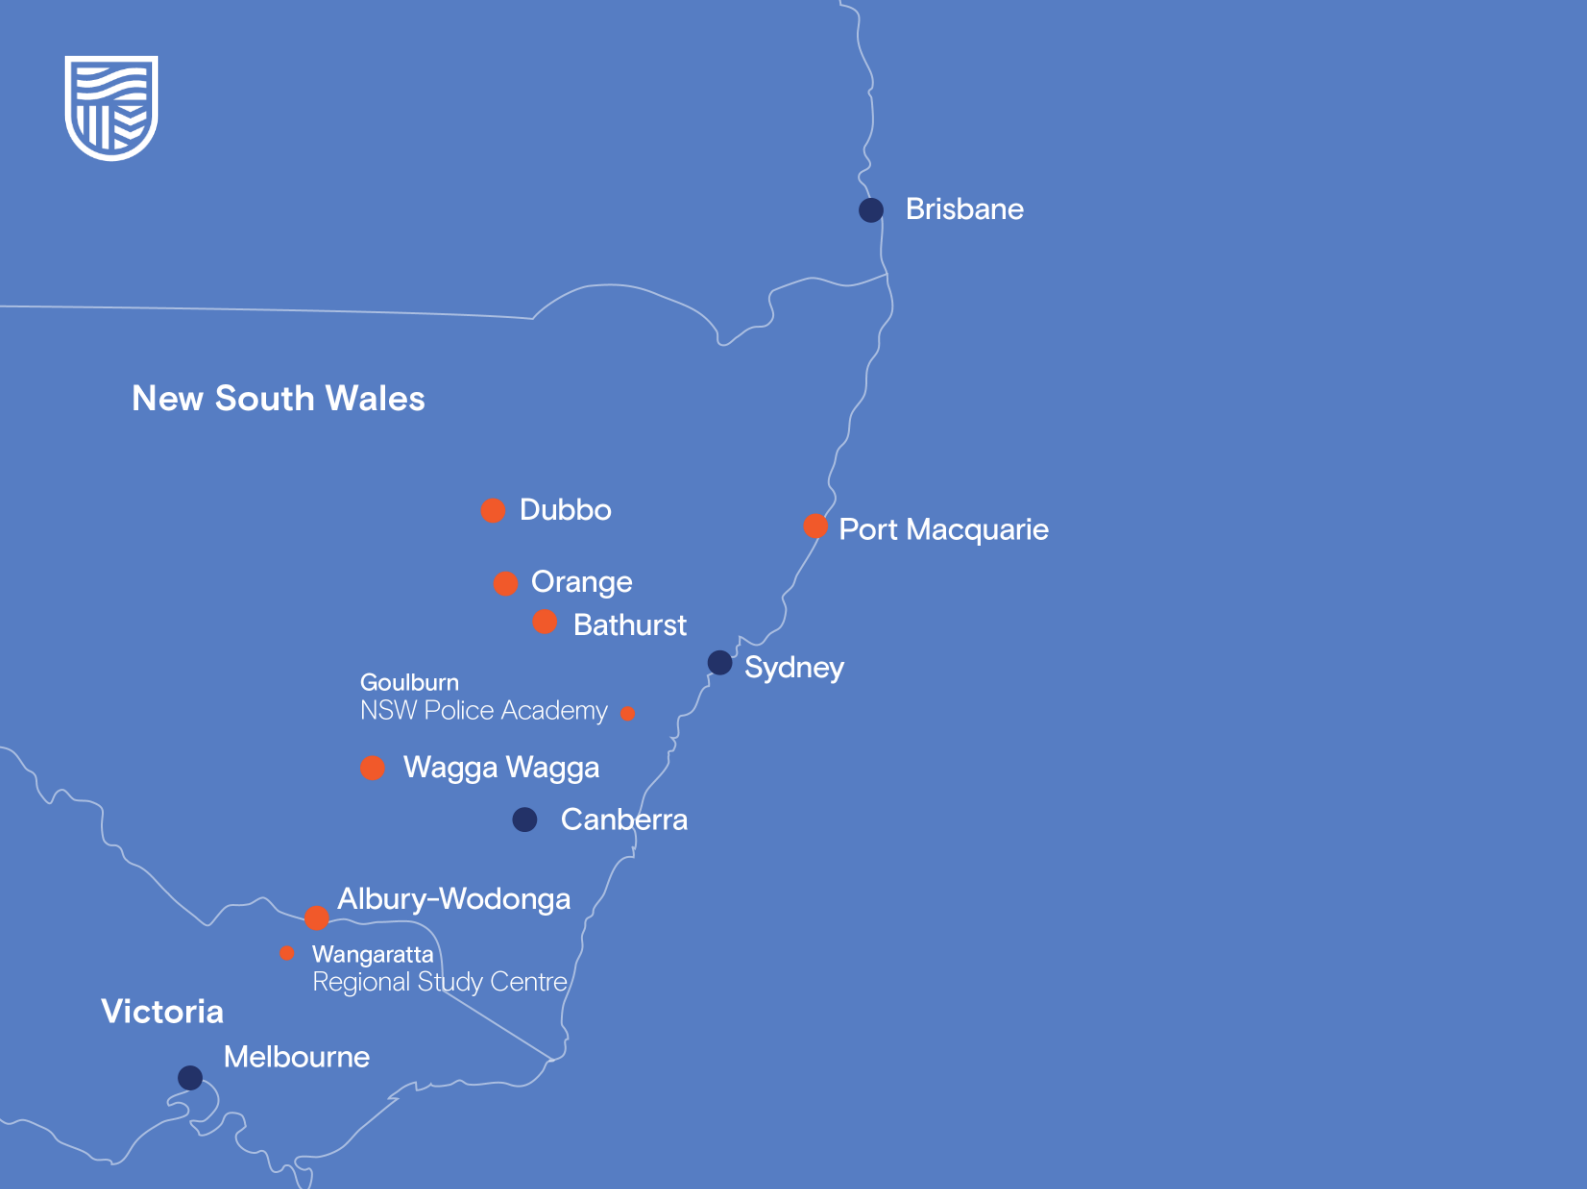 Brisbane
New South Wales
Dubbo
Port Macquarie
Orange
Bathurst
Sydney
Goulburn
NSW Police Academy
Wagga Wagga
Canberra
Albury–Wodonga
Wangaratta
Regional Study Centre
Victoria
Melbourne